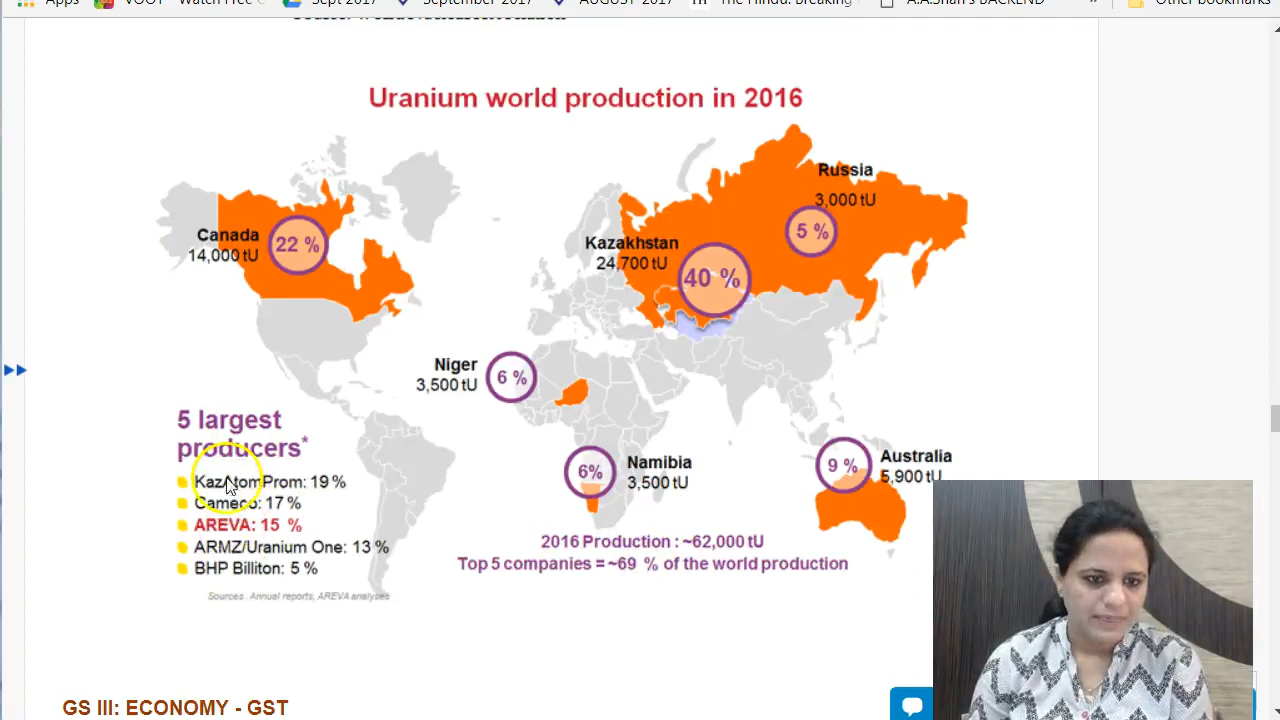 Apps
VOOT - Watch Free
Sept 2017
September 2017
AUGUST 2017
The Hindu: Breaking
A.A.Shah's BACKEND
»
Other bookmarks
Uranium world production in 2016
Russia
3,000 tU
5 %
Canada
14,000 tU
22 %
Kazakhstan
24,700 tU
40 %
Niger
3,500 tU
6 %
5 largest
producers*
KazAtomProm: 19 %
Cameco: 17 %
AREVA: 15 %
ARMZ/Uranium One: 13 %
BHP Billiton: 5 %
Sources : Annual reports, AREVA analyses
6%
Namibia
3,500 tU
9 %
Australia
5,900 tU
2016 Production : ~62,000 tU
Top 5 companies = ~69 % of the world production
GS III: ECONOMY - GST